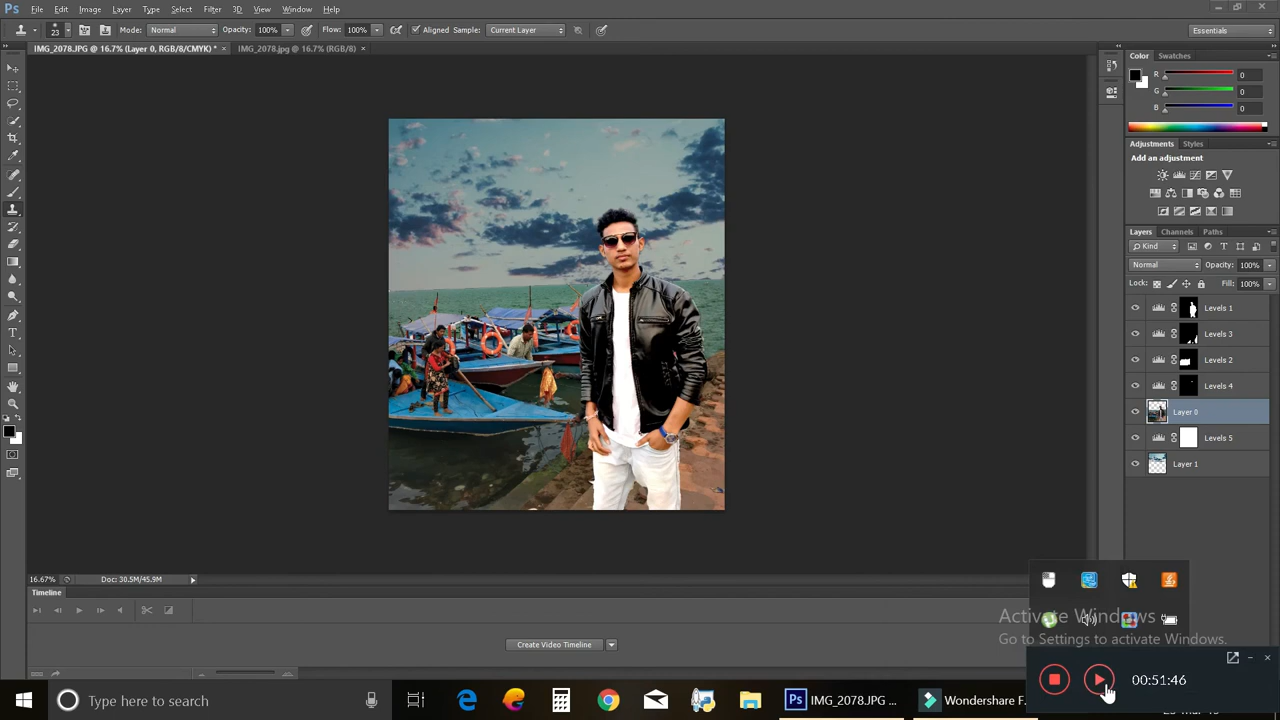 Ps File Edit Image Layer Type Select Filter 3D View Window Help
23 Mode: Normal Opacity: 100% Flow: 100% Aligned Sample: Current Layer Essentials
IMG_2078.JPG @ 16.7% (Layer 0, RGB/8/CMYK) * × IMG_2078.jpg @ 16.7% (RGB/8) ×
Color Swatches
R 0
G 0
B 0
Adjustments Styles
Add an adjustment
Layers Channels Paths
Kind
Normal Opacity: 100%
Lock: Fill: 100%
Levels 1
Levels 3
Levels 2
Levels 4
Layer 0
Levels 5
Layer 1
16.67% Doc: 30.5M/45.9M
Timeline
Create Video Timeline
Activate Windows
Go to Settings to activate Windows.
00:51:46
Type here to search
Ps IMG_2078.JPG ... Wondershare F...